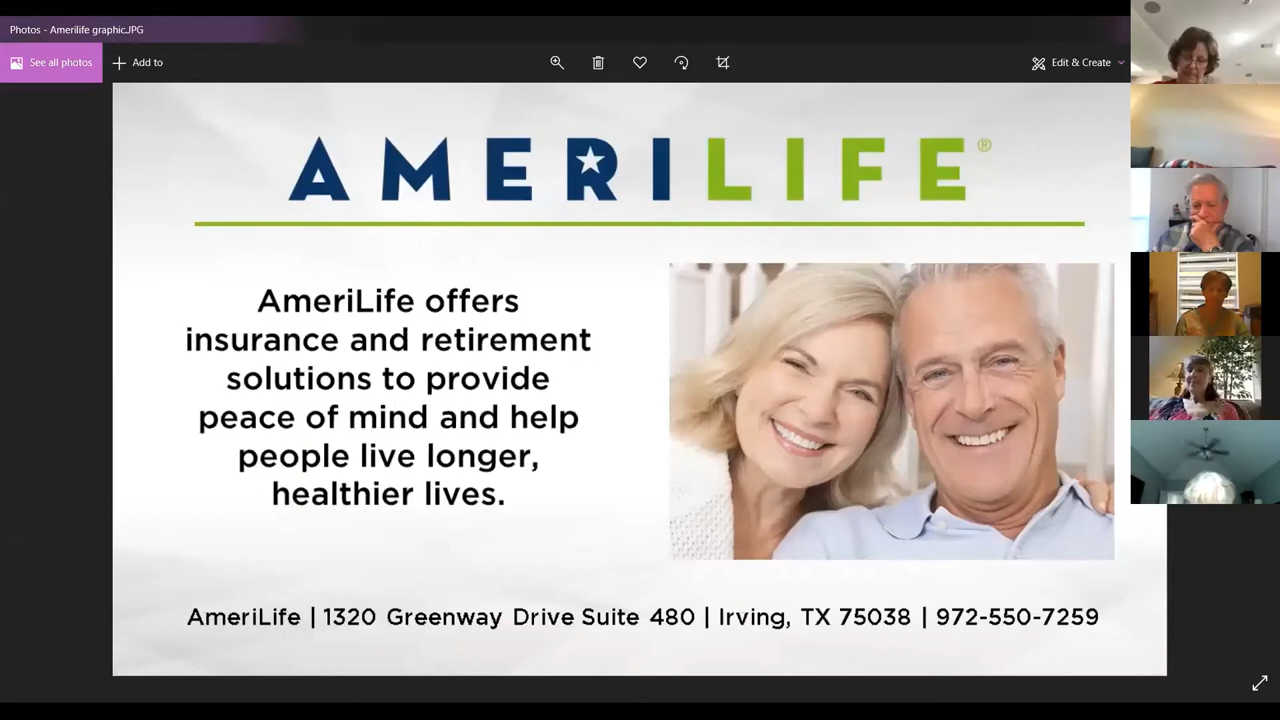 Photos - Amerilife graphic.JPG
See all photos
Add to
Edit & Create
AMERILIFE®
AmeriLife offers
insurance and retirement
solutions to provide
peace of mind and help
people live longer,
healthier lives.
AmeriLife | 1320 Greenway Drive Suite 480 | Irving, TX 75038 | 972-550-7259